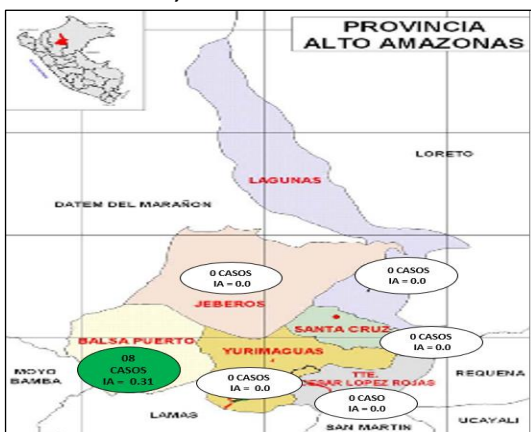 PROVINCIA
ALTO AMAZONAS
LORETO
LAGUNAS
DATEM DEL MARAÑON
0 CASOS
IA = 0.0
0 CASOS
IA = 0.0
JEBEROS
SANTA CRUZ
BALSA PUERTO
0 CASOS
IA = 0.0
YURIMAGUAS
08
CASOS
IA = 0.31
MOYO
BAMBA
0 CASOS
IA = 0.0
TTE.
CESAR LOPEZ ROJAS
REQUENA
0 CASO
IA = 0.0
LAMAS
SAN MARTIN
UCAYALI